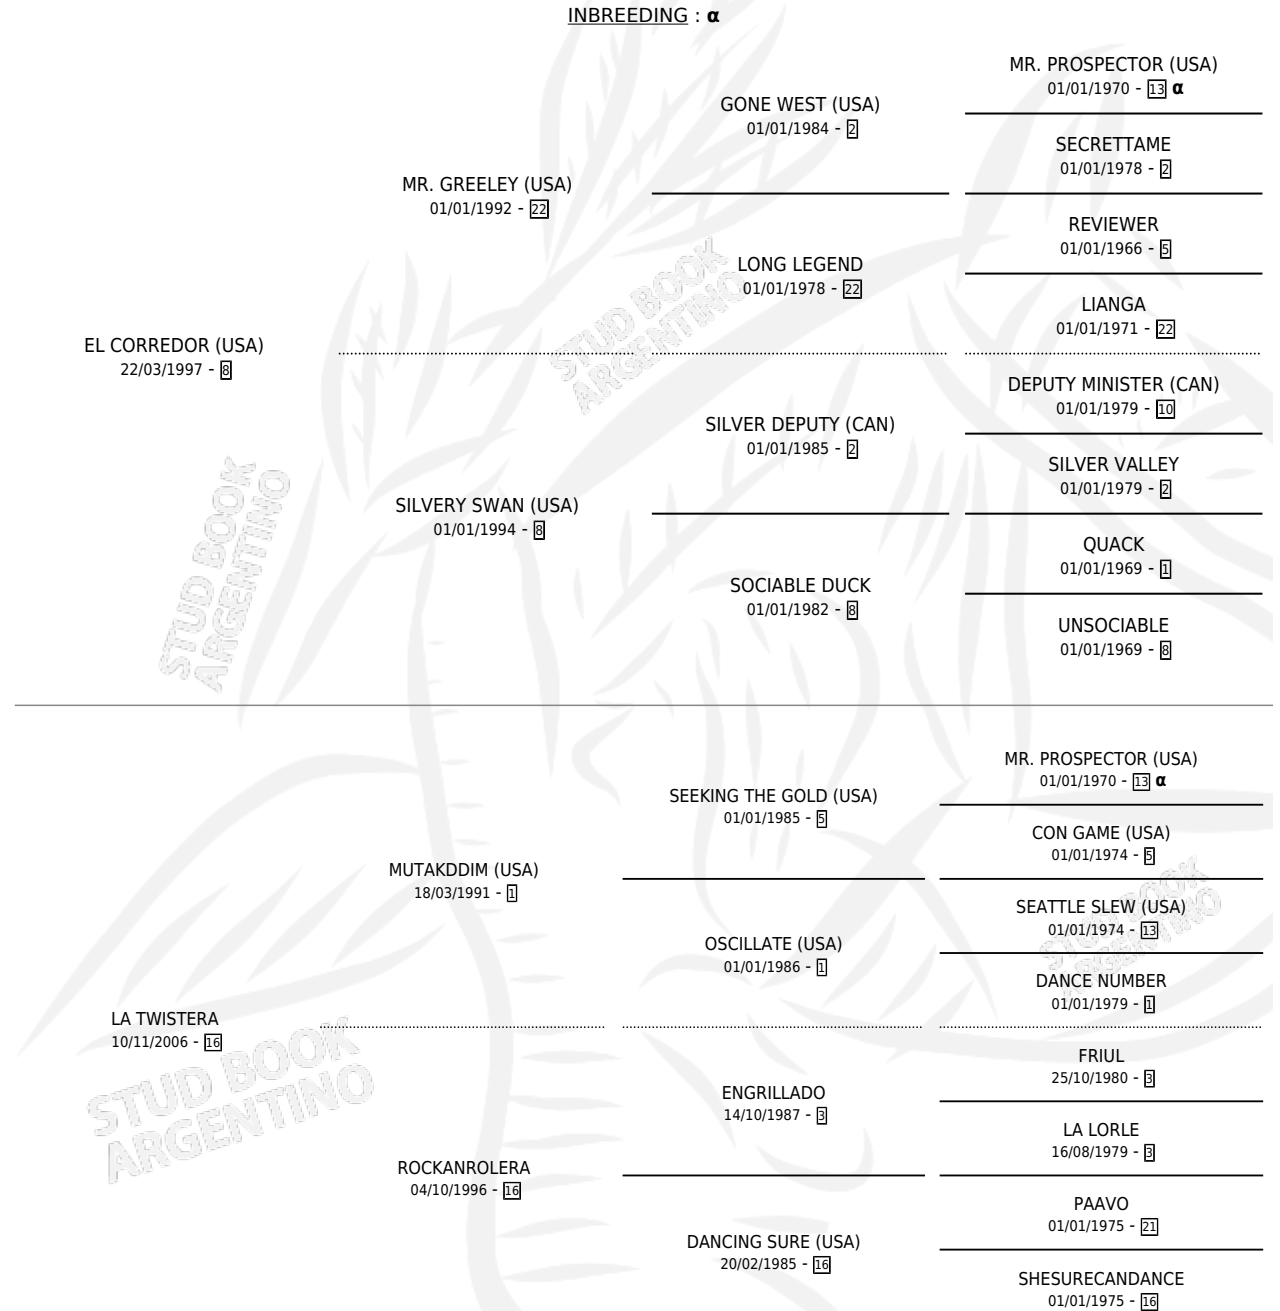 INBREEDING : α
MR. PROSPECTOR (USA)
01/01/1970 - 13 α
GONE WEST (USA)
01/01/1984 - 2
SECRETTAME
01/01/1978 - 2
MR. GREELEY (USA)
01/01/1992 - 22
REVIEWER
01/01/1966 - 5
LONG LEGEND
01/01/1978 - 22
LIANGA
01/01/1971 - 22
EL CORREDOR (USA)
22/03/1997 - 8
DEPUTY MINISTER (CAN)
01/01/1979 - 10
SILVER DEPUTY (CAN)
01/01/1985 - 2
SILVER VALLEY
01/01/1979 - 2
SILVERY SWAN (USA)
01/01/1994 - 8
QUACK
01/01/1969 - 1
SOCIABLE DUCK
01/01/1982 - 8
UNSOCIABLE
01/01/1969 - 8
MR. PROSPECTOR (USA)
01/01/1970 - 13 α
SEEKING THE GOLD (USA)
01/01/1985 - 5
CON GAME (USA)
01/01/1974 - 5
MUTAKDDIM (USA)
18/03/1991 - 1
SEATTLE SLEW (USA)
01/01/1974 - 13
OSCILLATE (USA)
01/01/1986 - 1
DANCE NUMBER
01/01/1979 - 1
LA TWISTERA
10/11/2006 - 16
FRIUL
25/10/1980 - 3
ENGRILLADO
14/10/1987 - 3
LA LORLE
16/08/1979 - 3
ROCKANROLERA
04/10/1996 - 16
PAAVO
01/01/1975 - 21
DANCING SURE (USA)
20/02/1985 - 16
SHESURECANDANCE
01/01/1975 - 16
STUD BOOK
ARGENTINO
STUD BOOK
ARGENTINO
STUD BOOK
ARGENTINO
STUD BOOK
ARGENTINO